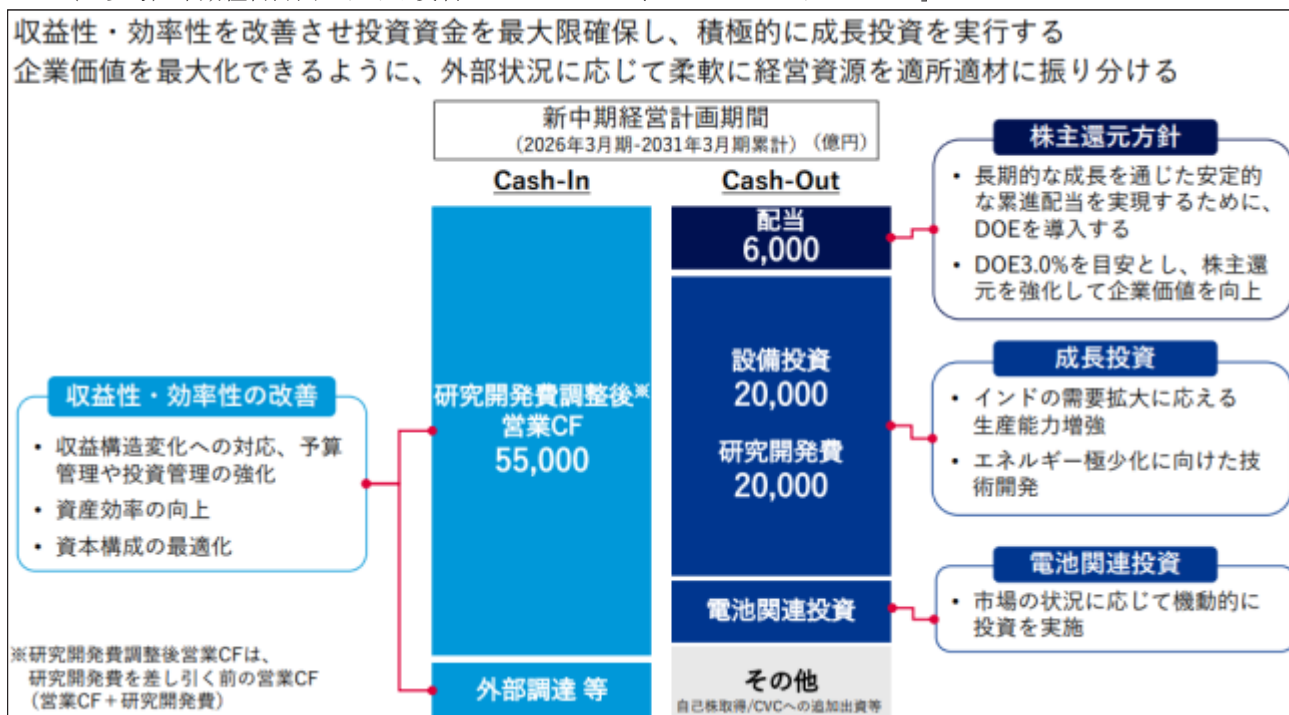 収益性・効率性を改善させ投資資金を最大限確保し、積極的に成長投資を実行する
企業価値を最大化できるように、外部状況に応じて柔軟に経営資源を適所適材に振り分ける
新中期経営計画期間
（2026年3月期-2031年3月期累計）（億円）
Cash-In
Cash-Out
収益性・効率性の改善
• 収益構造変化への対応、予算
管理や投資管理の強化
• 資産効率の向上
• 資本構成の最適化
※研究開発費調整後営業CFは、
研究開発費を差し引く前の営業CF
（営業CF＋研究開発費）
研究開発費調整後※
営業CF
55,000
外部調達 等
配当
6,000
設備投資
20,000
研究開発費
20,000
電池関連投資
その他
自己株取得/CVCへの追加出資等
株主還元方針
• 長期的な成長を通じた安定的
な累進配当を実現するために、
DOEを導入する
• DOE3.0%を目安とし、株主還
元を強化して企業価値を向上
成長投資
• インドの需要拡大に応える
生産能力増強
• エネルギー極少化に向けた技
術開発
電池関連投資
• 市場の状況に応じて機動的に
投資を実施